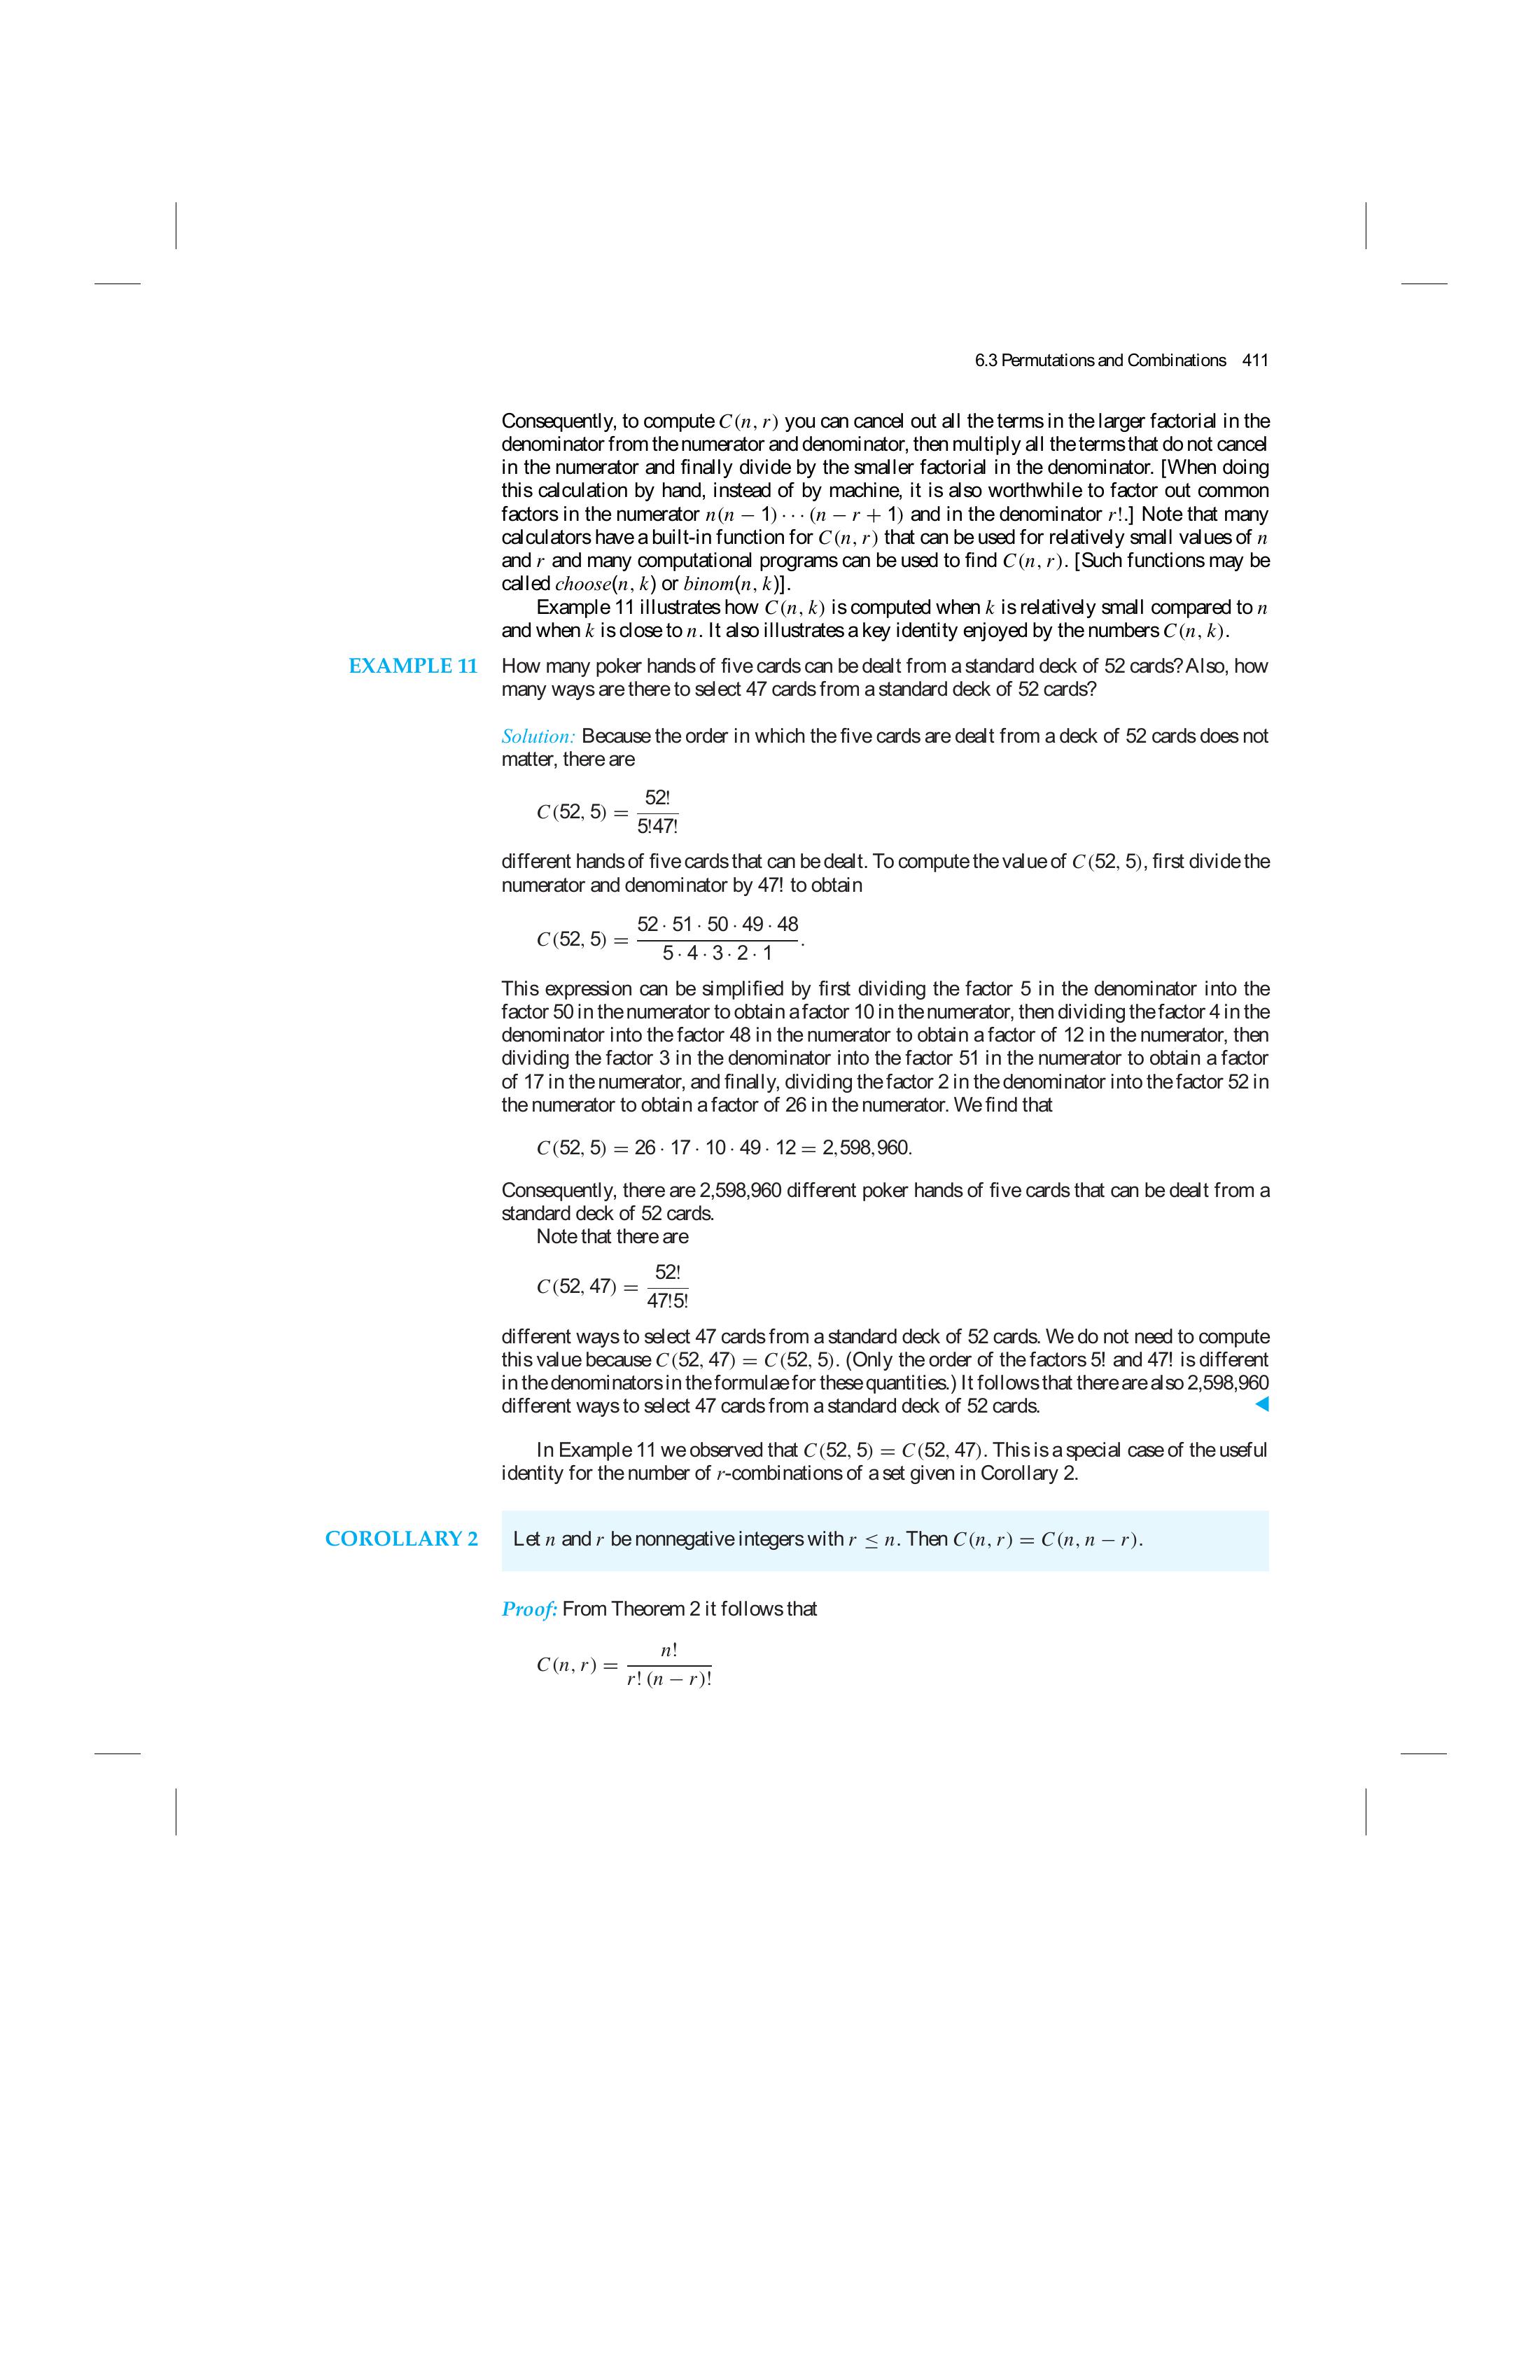 6.3 Permutations and Combinations 411
Consequently, to compute C(n, r) you can cancel out all the terms in the larger factorial in the
denominator from the numerator and denominator, then multiply all the terms that do not cancel
in the numerator and finally divide by the smaller factorial in the denominator. [When doing
this calculation by hand, instead of by machine, it is also worthwhile to factor out common
factors in the numerator n(n − 1) · · · (n − r + 1) and in the denominator r!.] Note that many
calculators have a built-in function for C(n, r) that can be used for relatively small values of n
and r and many computational programs can be used to find C(n, r). [Such functions may be
called choose(n, k) or binom(n, k)].
Example 11 illustrates how C(n, k) is computed when k is relatively small compared to n
and when k is close to n. It also illustrates a key identity enjoyed by the numbers C(n, k).
EXAMPLE 11 How many poker hands of five cards can be dealt from a standard deck of 52 cards? Also, how
many ways are there to select 47 cards from a standard deck of 52 cards?
Solution: Because the order in which the five cards are dealt from a deck of 52 cards does not
matter, there are
C(52, 5) = 52! / 5!47!
different hands of five cards that can be dealt. To compute the value of C(52, 5), first divide the
numerator and denominator by 47! to obtain
C(52, 5) = 52 · 51 · 50 · 49 · 48 / 5 · 4 · 3 · 2 · 1.
This expression can be simplified by first dividing the factor 5 in the denominator into the
factor 50 in the numerator to obtain a factor 10 in the numerator, then dividing the factor 4 in the
denominator into the factor 48 in the numerator to obtain a factor of 12 in the numerator, then
dividing the factor 3 in the denominator into the factor 51 in the numerator to obtain a factor
of 17 in the numerator, and finally, dividing the factor 2 in the denominator into the factor 52 in
the numerator to obtain a factor of 26 in the numerator. We find that
C(52, 5) = 26 · 17 · 10 · 49 · 12 = 2,598,960.
Consequently, there are 2,598,960 different poker hands of five cards that can be dealt from a
standard deck of 52 cards.
Note that there are
C(52, 47) = 52! / 47!5!
different ways to select 47 cards from a standard deck of 52 cards. We do not need to compute
this value because C(52, 47) = C(52, 5). (Only the order of the factors 5! and 47! is different
in the denominators in the formulae for these quantities.) It follows that there are also 2,598,960
different ways to select 47 cards from a standard deck of 52 cards.
In Example 11 we observed that C(52, 5) = C(52, 47). This is a special case of the useful
identity for the number of r-combinations of a set given in Corollary 2.
COROLLARY 2 Let n and r be nonnegative integers with r ≤ n. Then C(n, r) = C(n, n − r).
Proof: From Theorem 2 it follows that
C(n, r) = n! / r! (n − r)!